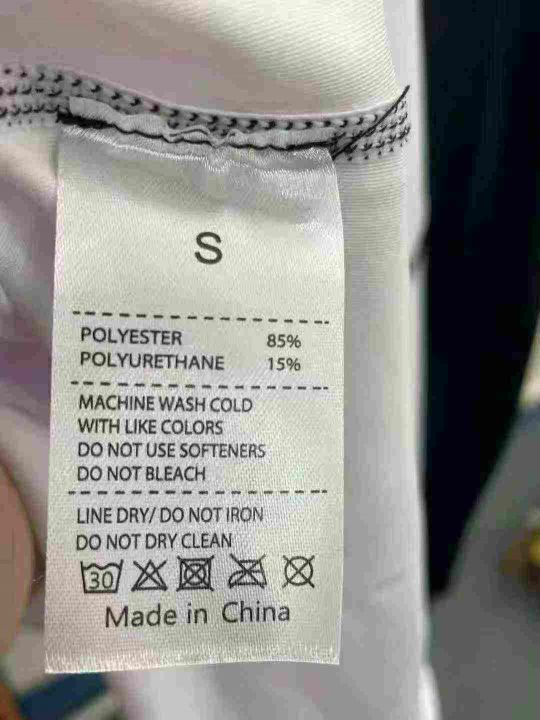 S
POLYESTER 85%
POLYURETHANE 15%
MACHINE WASH COLD
WITH LIKE COLORS
DO NOT USE SOFTENERS
DO NOT BLEACH
LINE DRY/ DO NOT IRON
DO NOT DRY CLEAN
30
Made in China